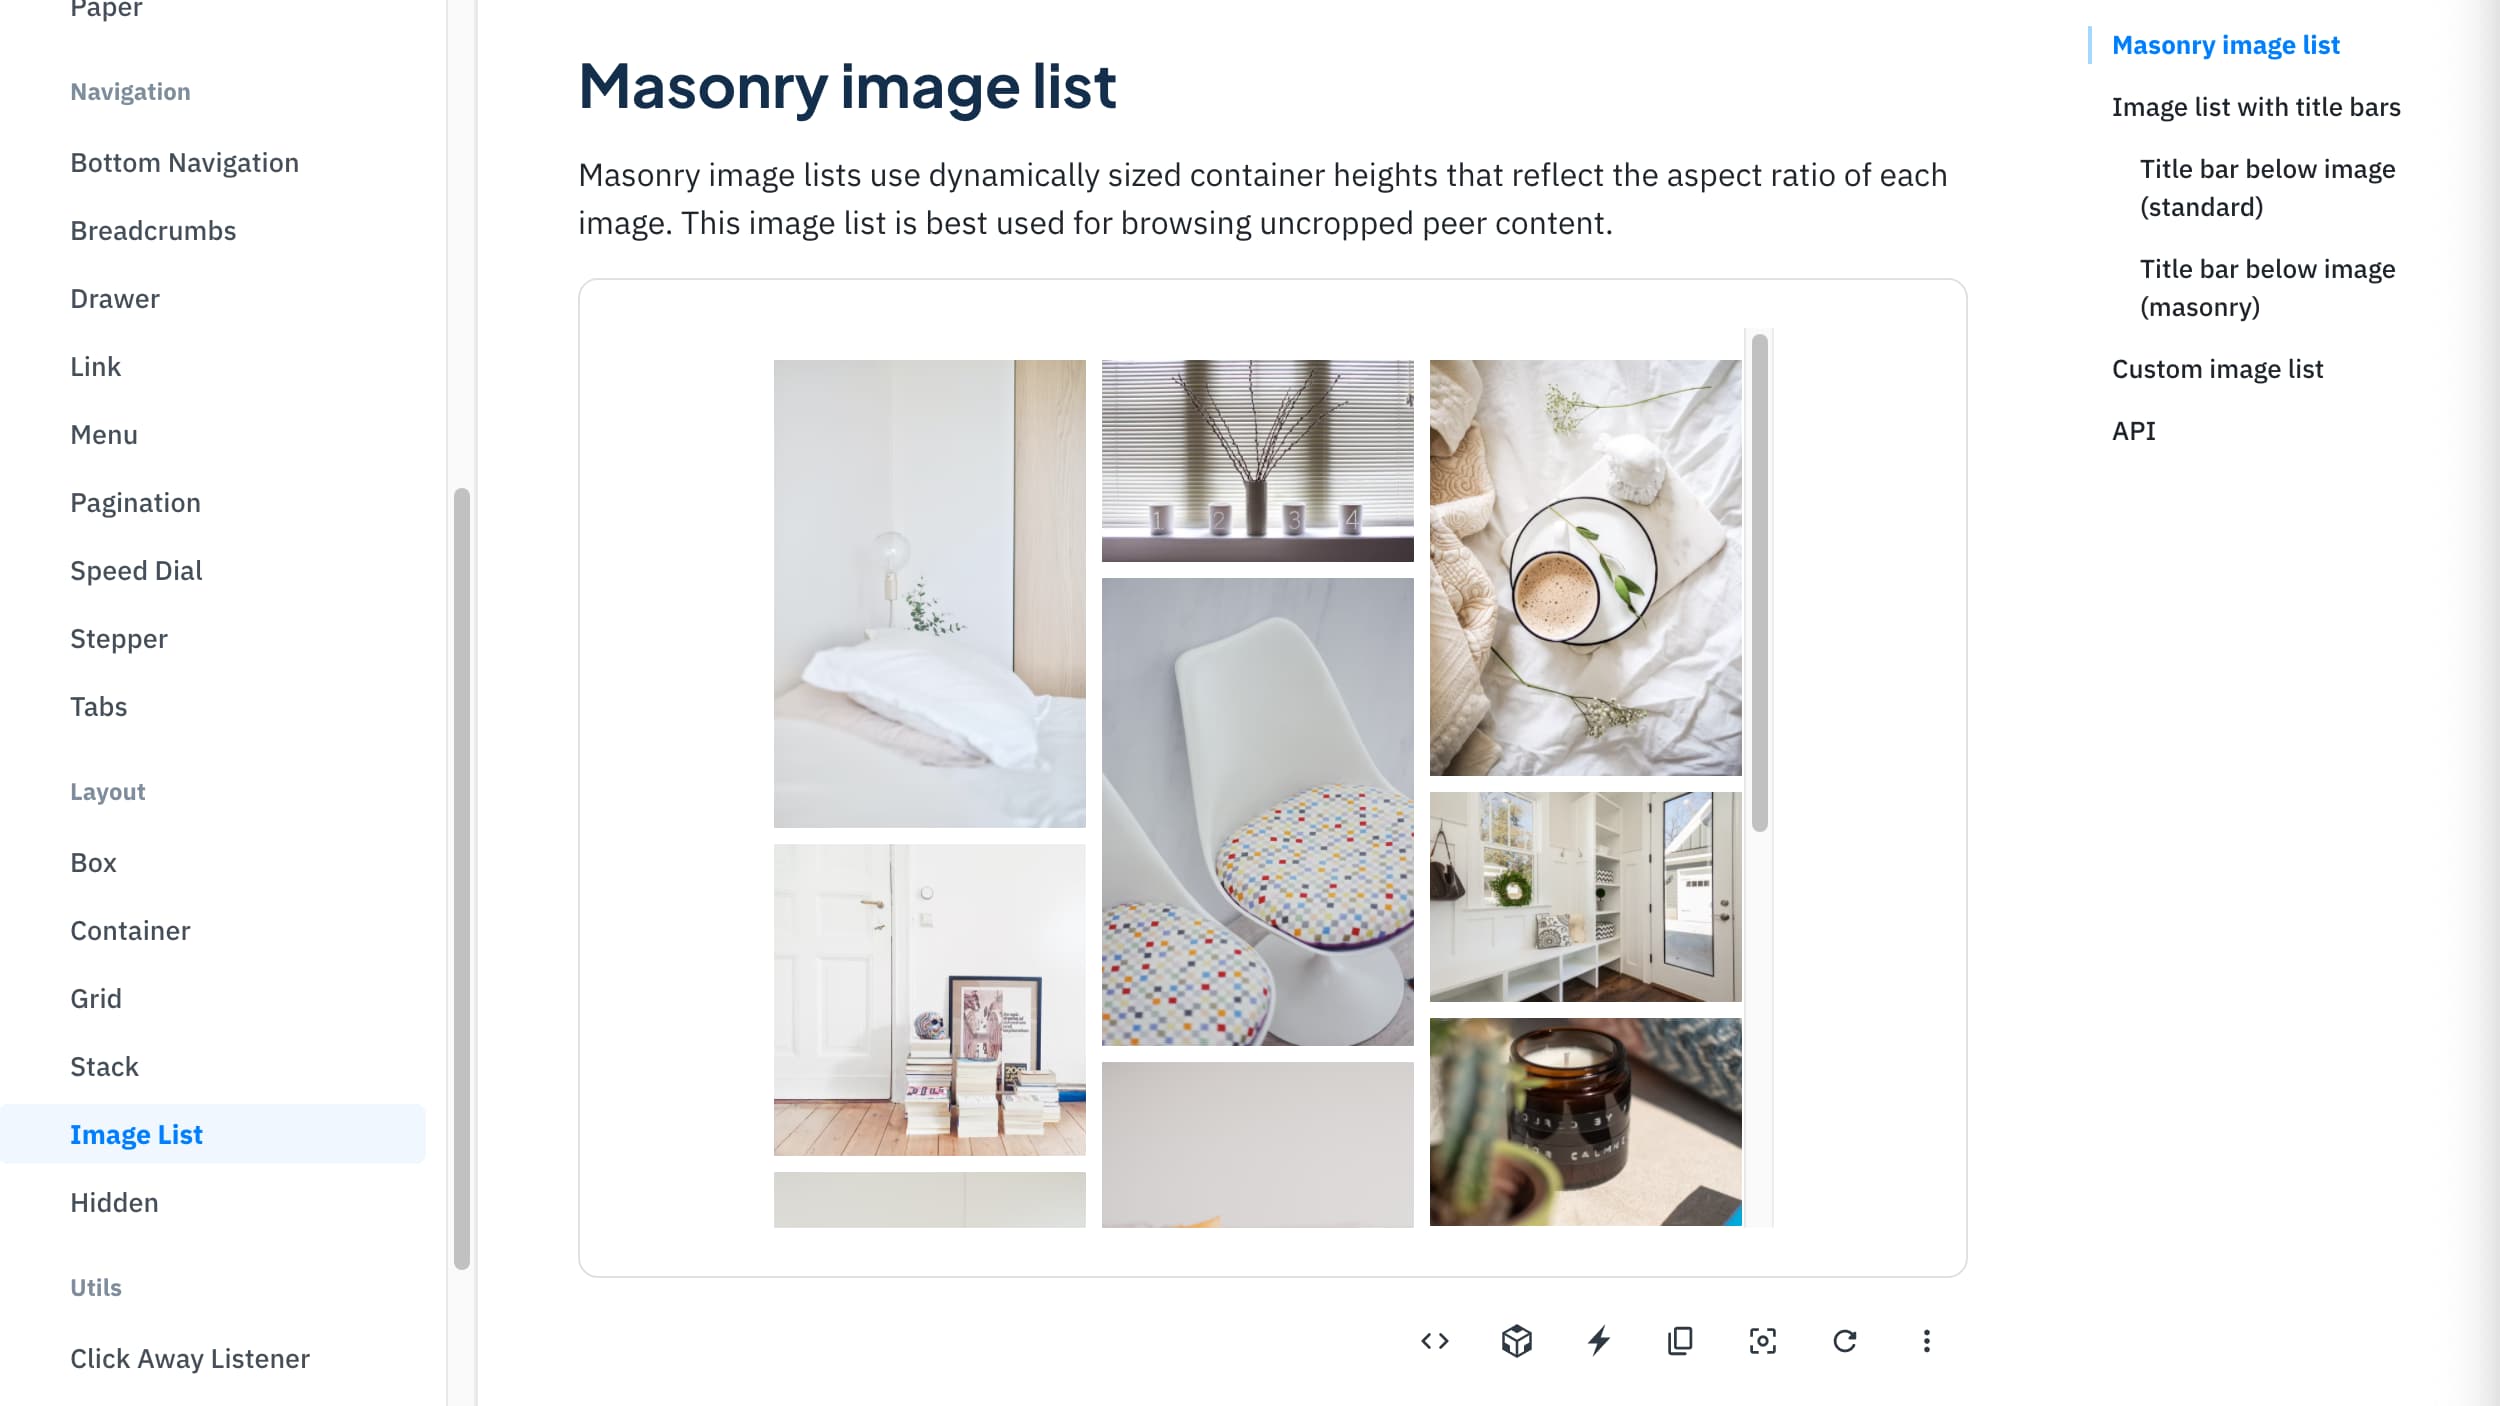 Paper
Navigation
Bottom Navigation
Breadcrumbs
Drawer
Link
Menu
Pagination
Speed Dial
Stepper
Tabs
Layout
Box
Container
Grid
Stack
Image List
Hidden
Utils
Click Away Listener
Masonry image list
Masonry image lists use dynamically sized container heights that reflect the aspect ratio of each
image. This image list is best used for browsing uncropped peer content.
1 2 3 4
BY
CALM
Masonry image list
Image list with title bars
Title bar below image
(standard)
Title bar below image
(masonry)
Custom image list
API